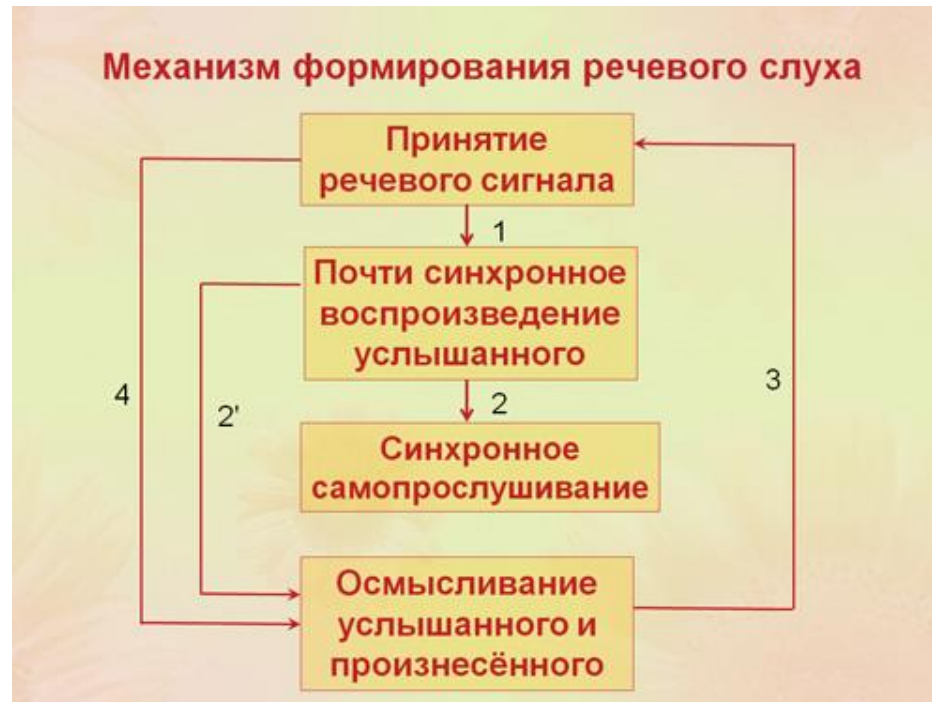 Механизм формирования речевого слуха
Принятие
речевого сигнала
1
Почти синхронное
воспроизведение
услышанного
2
Синхронное
самопрослушивание
Осмысливание
услышанного и
произнесённого
4
2'
3